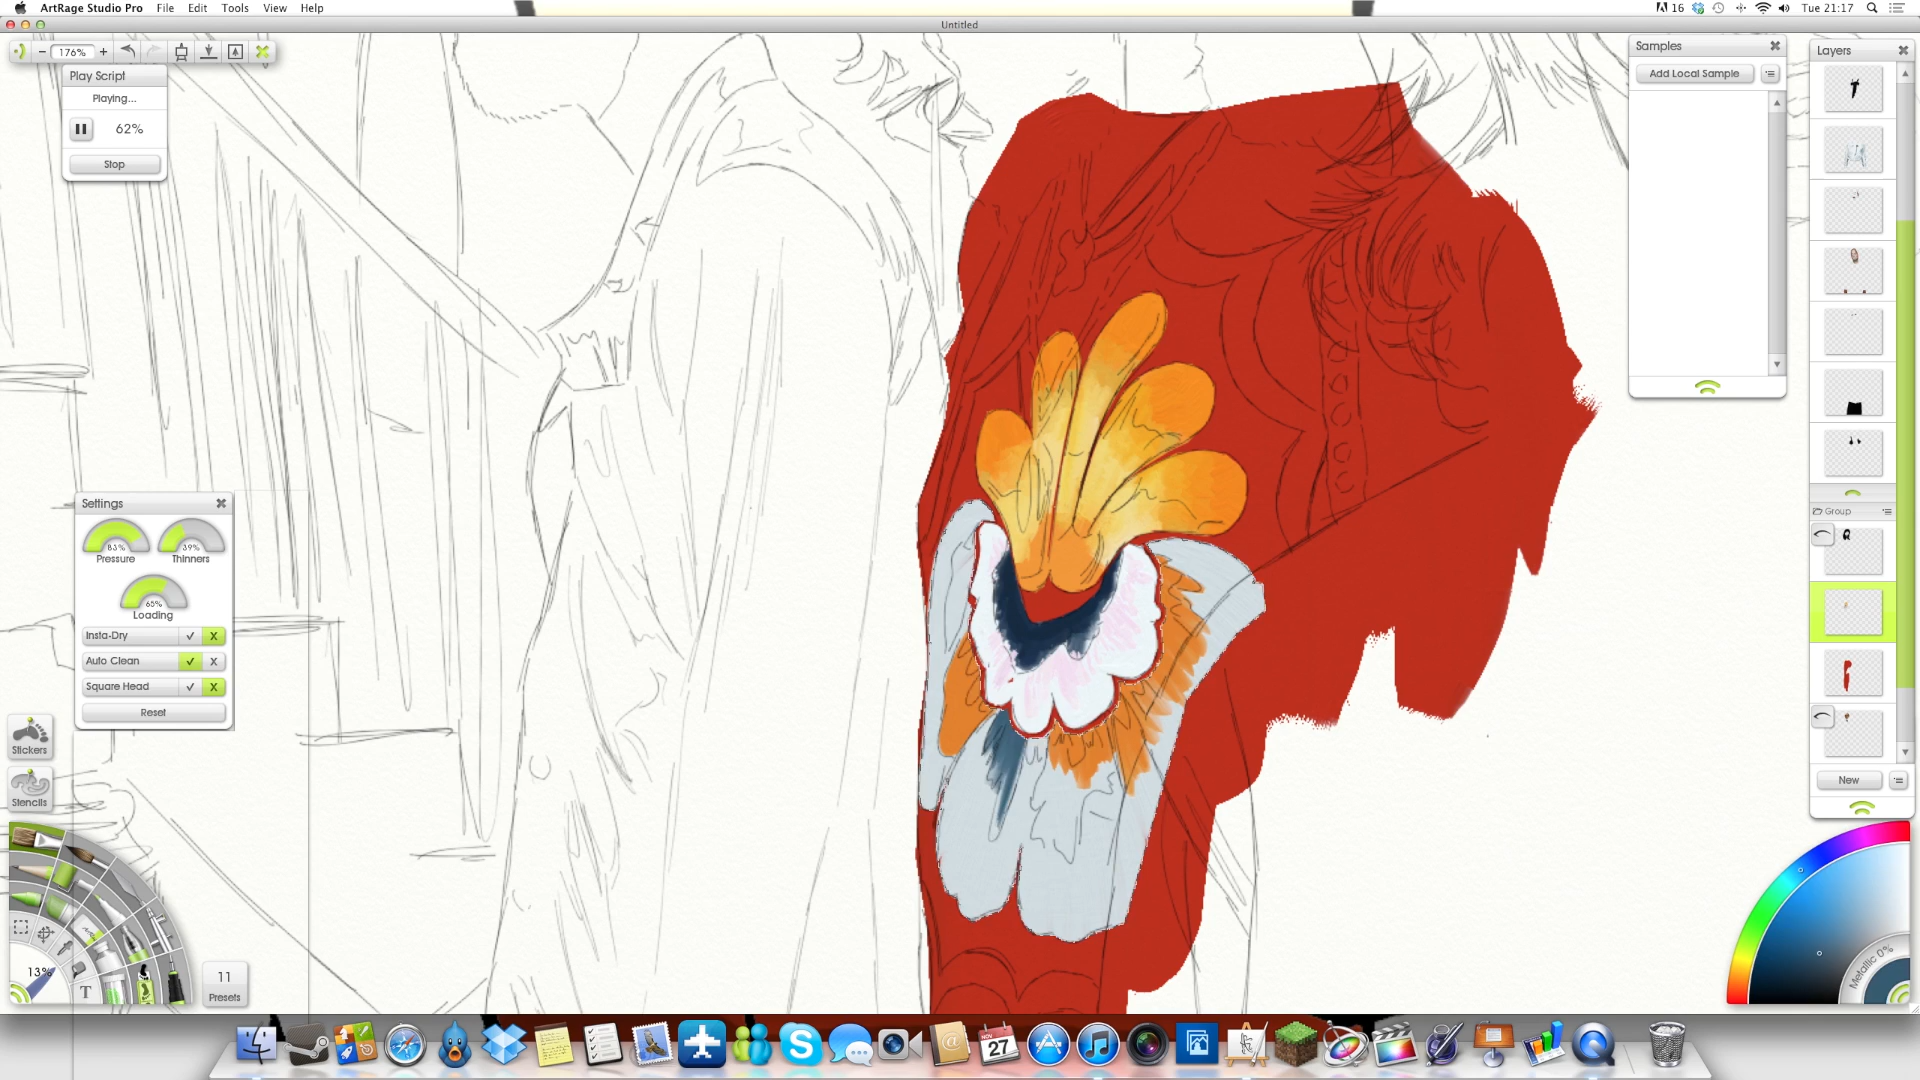 ArtRage Studio Pro File Edit Tools View Help
16 Tue 21:17
Untitled
176%
Play Script
Playing...
62%
Stop
Samples
Add Local Sample
Layers
Group
New
Settings
83% 39%
Pressure Thinners
65%
Loading
Insta-Dry
Auto Clean
Square Head
Reset
Stickers
Stencils
13%
T
11
Presets
Metallic 0%
NOV
27